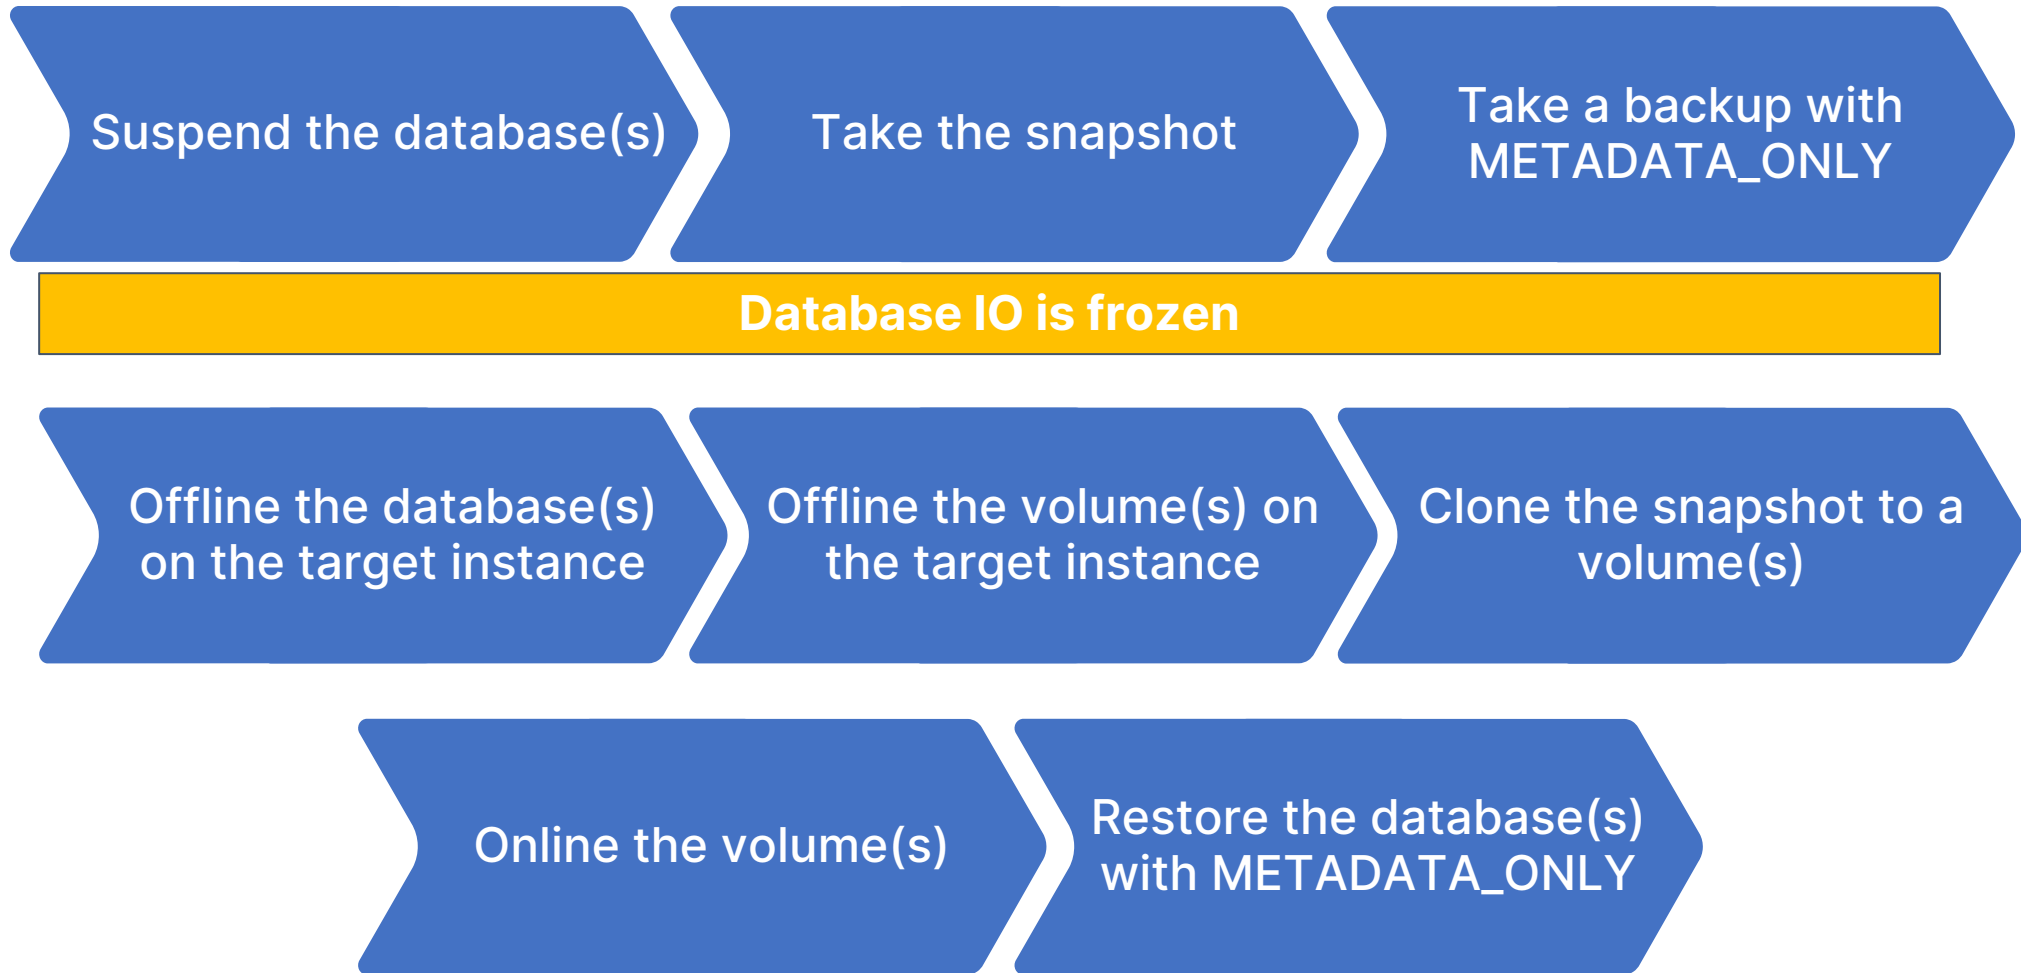 Suspend the database(s)
Take the snapshot
Take a backup with
METADATA_ONLY
Database IO is frozen
Offline the database(s)
on the target instance
Offline the volume(s) on
the target instance
Clone the snapshot to a
volume(s)
Online the volume(s)
Restore the database(s)
with METADATA_ONLY